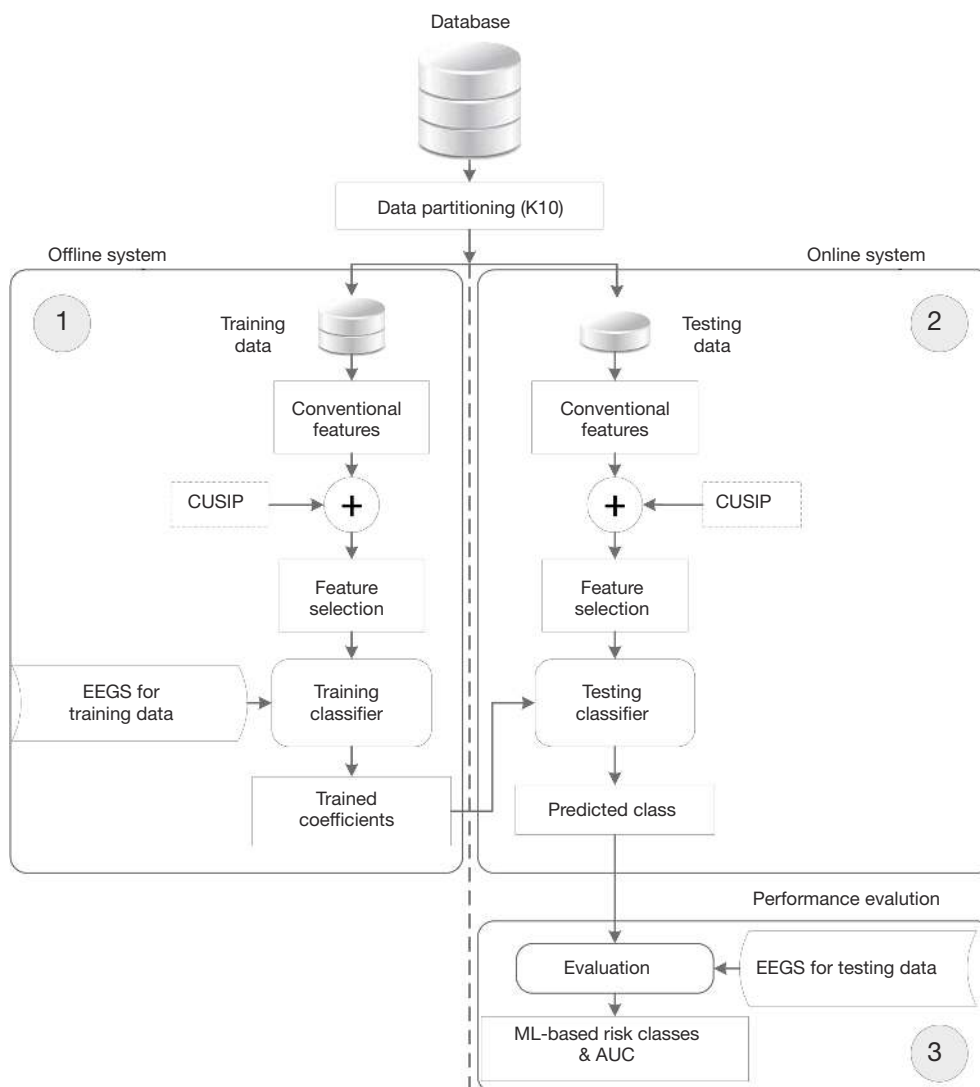 Database
Data partitioning (K10)
Offline system
Online system
1
Training
data
Testing
data
2
Conventional
features
Conventional
features
CUSIP
+
+
CUSIP
Feature
selection
Feature
selection
EEGS for
training data
Training
classifier
Testing
classifier
Trained
coefficients
Predicted class
Performance evalution
Evaluation
EEGS for testing data
ML-based risk classes
& AUC
3